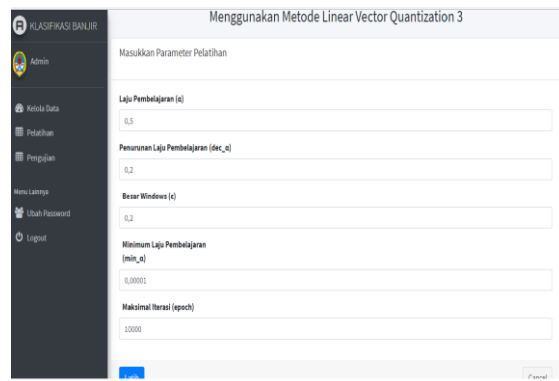 KLASIFIKASI BANJIR
Admin
Kelola Data
Pelatihan
Pengujian
Menu Lainnya
Ubah Password
Logout
Menggunakan Metode Linear Vector Quantization 3
Masukkan Parameter Pelatihan
Laju Pembelajaran (α)
0,5
Penurunan Laju Pembelajaran (dec_α)
0,2
Besar Windows (ε)
0,2
Minimum Laju Pembelajaran
(min_α)
0,00001
Maksimal Iterasi (epoch)
10000
Latih
Cancel